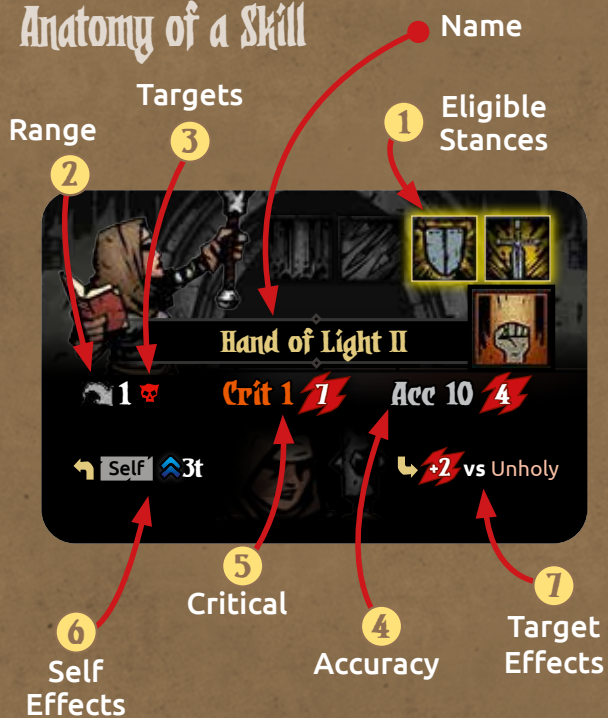 Anatomy of a Skill
Name
Targets
Eligible
Stances
Range
1
3
2
Hand of Light II
1
Crit 1 7
Acc 10 4
Self 3t
+2 vs Unholy
5
Critical
7
4
6
Accuracy
Target
Effects
Self
Effects